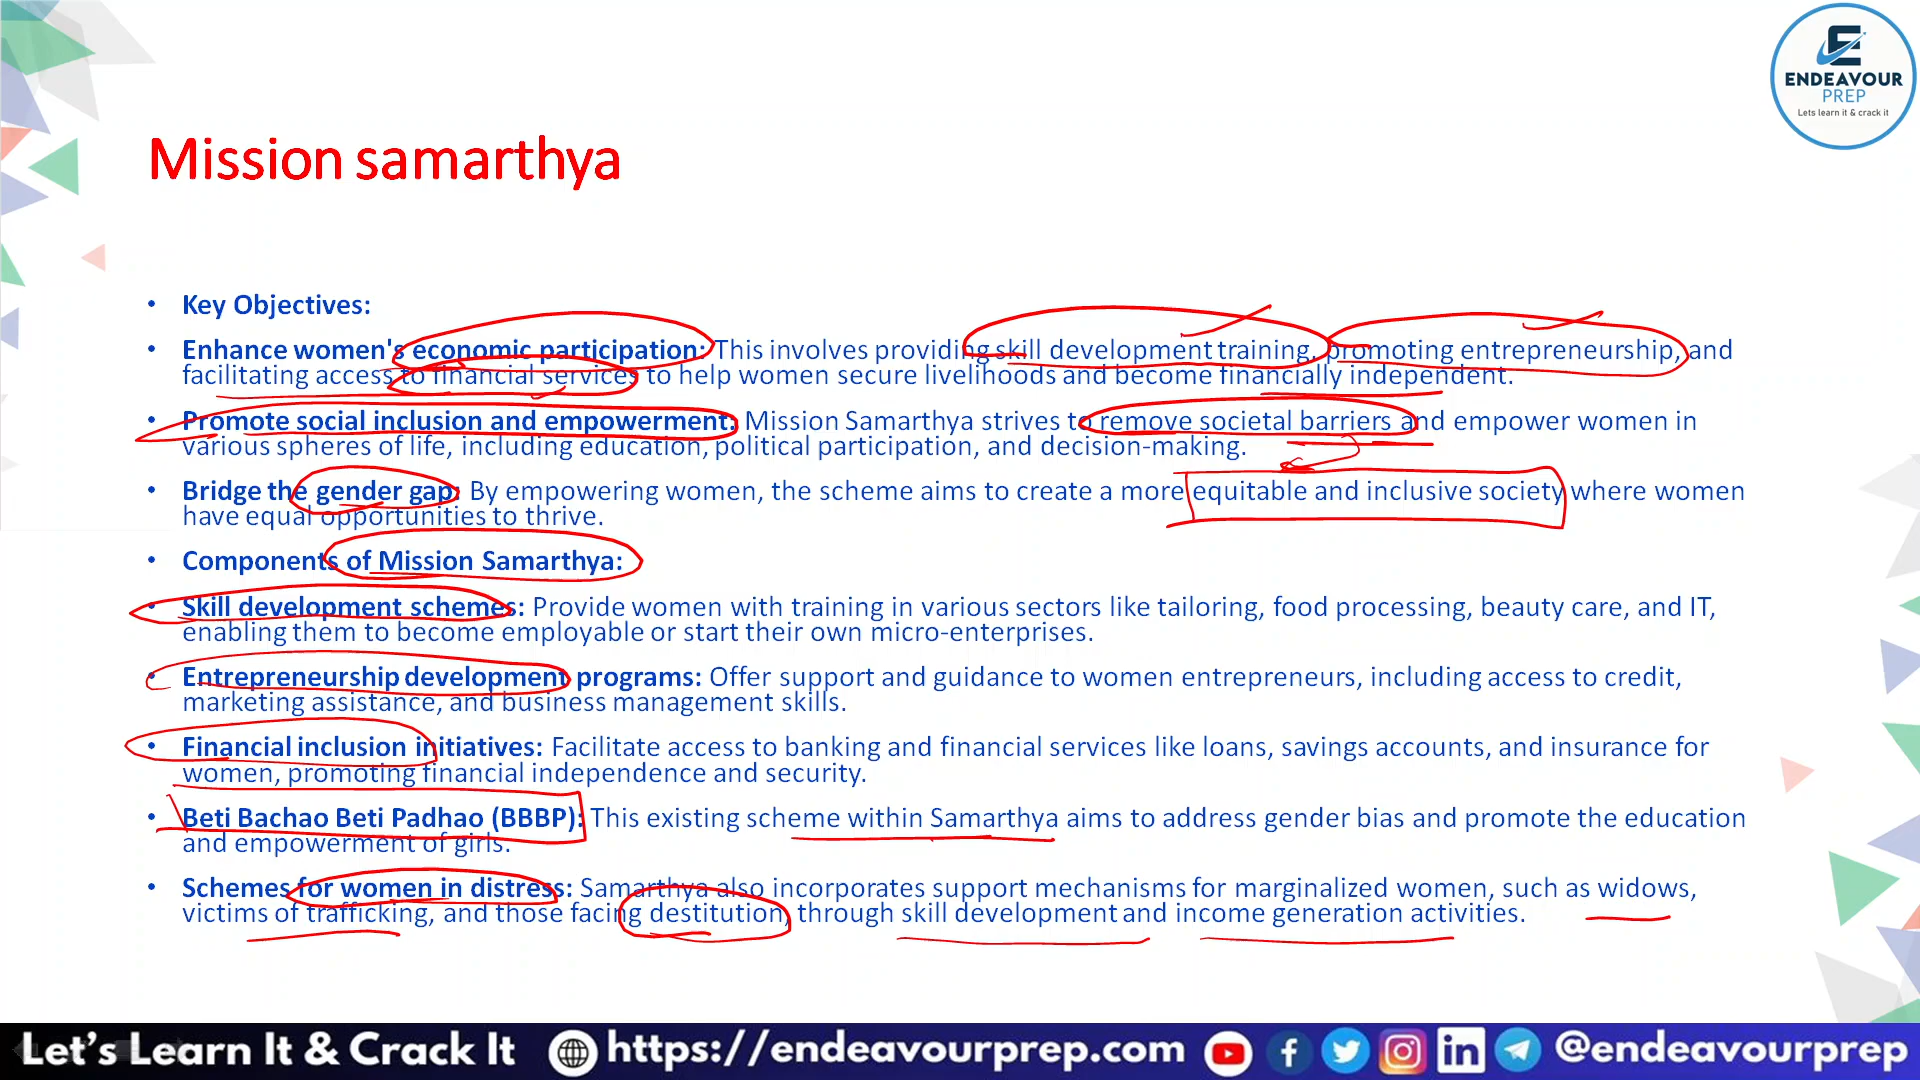 ENDEAVOUR
PREP
Lets learn it & crack it
Mission samarthya
• Key Objectives:
• Enhance women's economic participation: This involves providing skill development training, promoting entrepreneurship, and
facilitating access to financial services to help women secure livelihoods and become financially independent.
• Promote social inclusion and empowerment: Mission Samarthya strives to remove societal barriers and empower women in
various spheres of life, including education, political participation, and decision-making.
• Bridge the gender gap: By empowering women, the scheme aims to create a more equitable and inclusive society where women
have equal opportunities to thrive.
• Components of Mission Samarthya:
• Skill development schemes: Provide women with training in various sectors like tailoring, food processing, beauty care, and IT,
enabling them to become employable or start their own micro-enterprises.
• Entrepreneurship development programs: Offer support and guidance to women entrepreneurs, including access to credit,
marketing assistance, and business management skills.
• Financial inclusion initiatives: Facilitate access to banking and financial services like loans, savings accounts, and insurance for
women, promoting financial independence and security.
• Beti Bachao Beti Padhao (BBBP): This existing scheme within Samarthya aims to address gender bias and promote the education
and empowerment of girls.
• Schemes for women in distress: Samarthya also incorporates support mechanisms for marginalized women, such as widows,
victims of trafficking, and those facing destitution, through skill development and income generation activities.
Let's Learn It & Crack It https://endeavourprep.com @endeavourprep